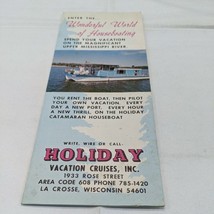 ENTER THE
Wonderful World
of Houseboating
SPEND YOUR VACATION
ON THE MAGNIFICENT
UPPER MISSISSIPPI RIVER
YOU RENT THE BOAT, THEN PILOT
YOUR OWN VACATION. EVERY
DAY A NEW PORT, EVERY HOUR
A NEW THRILL, ON THE HOLIDAY
CATAMARAN HOUSEBOAT
WRITE, WIRE OR CALL-
HOLIDAY
VACATION CRUISES, INC.
1933 ROSE STREET
AREA CODE 608 PHONE 785-1420
LA CROSSE, WISCONSIN 54601